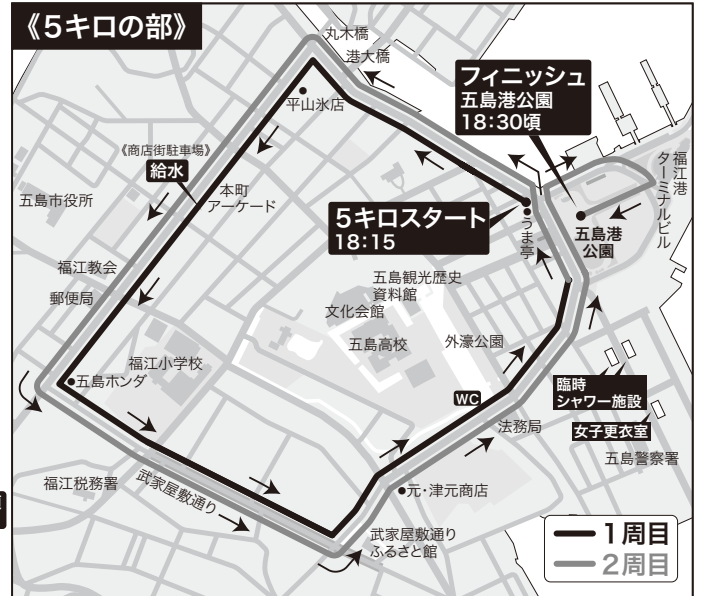 《5キロの部》
丸木橋
港大橋
フィニッシュ
五島港公園
18：30頃
平山氷店
《商店街駐車場》
給水
福江港
ターミナルビル
五島市役所
本町
アーケード
5キロスタート
18：15
うま亭
五島港
公園
福江教会
郵便局
五島観光歴史
資料館
文化会館
五島高校
外濠公園
福江小学校
五島ホンダ
WC
臨時
シャワー施設
女子更衣室
法務局
五島警察署
福江税務署
武家屋敷通り
元・津元商店
武家屋敷通り
ふるさと館
1周目
2周目